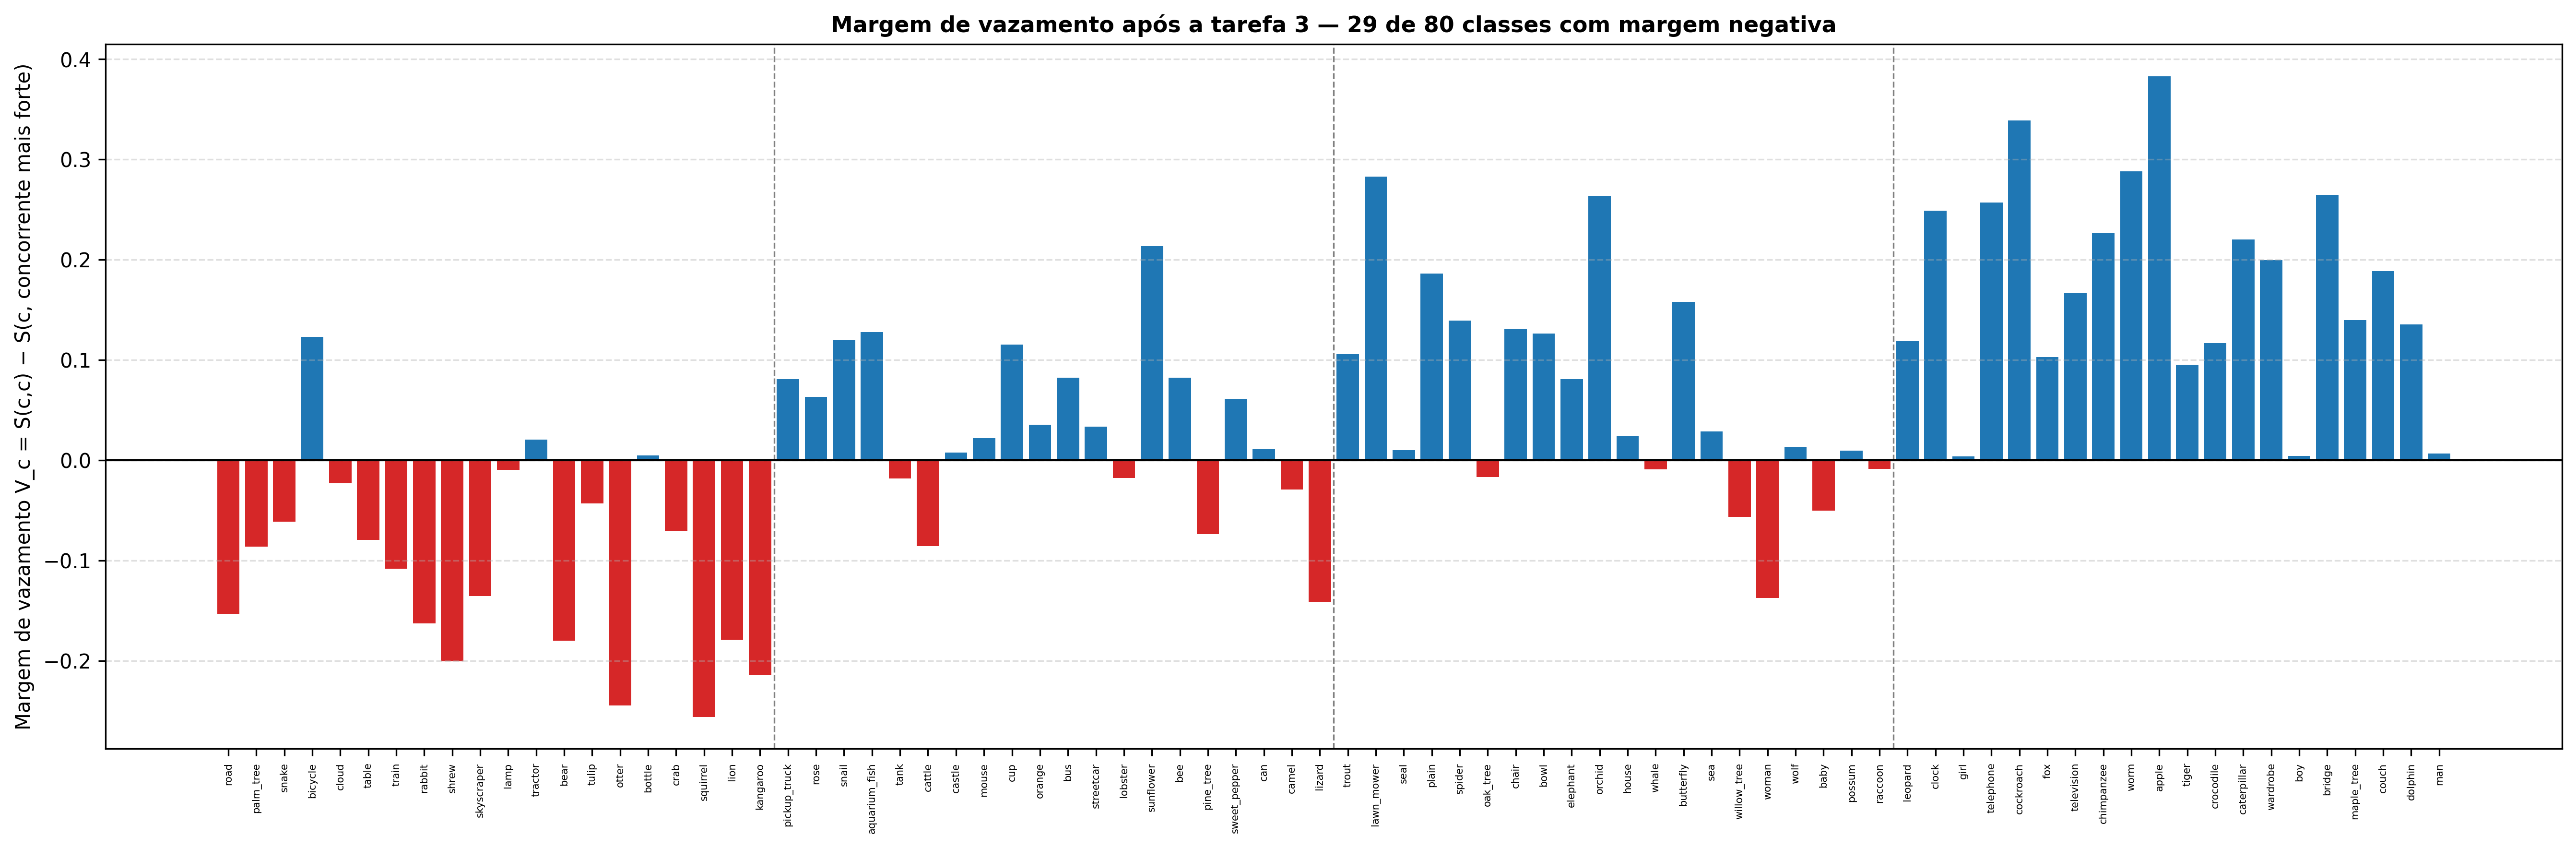 Margem de vazamento após a tarefa 3 — 29 de 80 classes com margem negativa
Margem de vazamento V_c = S(c,c) − S(c, concorrente mais forte)
0.4
0.3
0.2
0.1
0.0
−0.1
−0.2
road
palm_tree
snake
bicycle
cloud
table
train
rabbit
shrew
skyscraper
lamp
tractor
bear
tulip
otter
bottle
crab
squirrel
lion
kangaroo
pickup_truck
rose
snail
aquarium_fish
tank
cattle
castle
mouse
cup
orange
bus
streetcar
lobster
sunflower
bee
pine_tree
sweet_pepper
can
camel
lizard
trout
lawn_mower
seal
plain
spider
oak_tree
chair
bowl
elephant
orchid
house
whale
butterfly
sea
willow_tree
woman
wolf
baby
possum
raccoon
leopard
clock
girl
telephone
cockroach
fox
television
chimpanzee
worm
apple
tiger
crocodile
caterpillar
wardrobe
boy
bridge
maple_tree
couch
dolphin
man